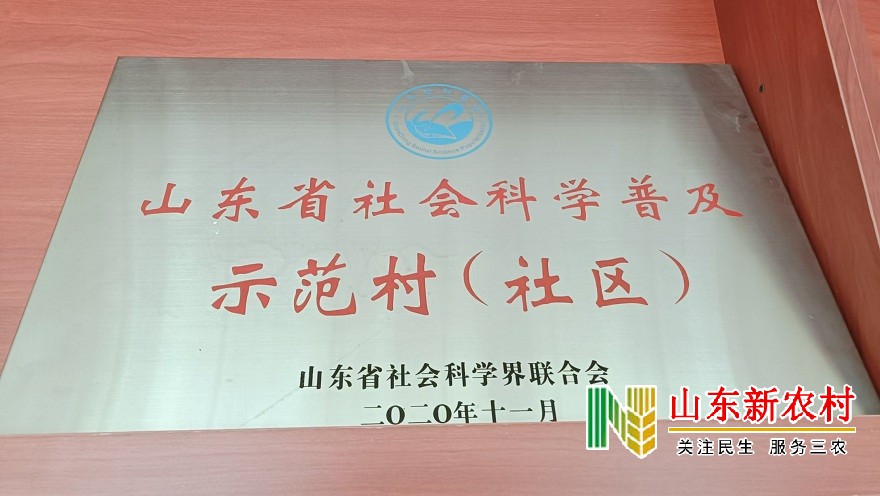 山东省社会科学普及
示范村（社区）
山东省社会科学界联合会
二〇二〇年十一月
山东新农村
关注民生 服务三农